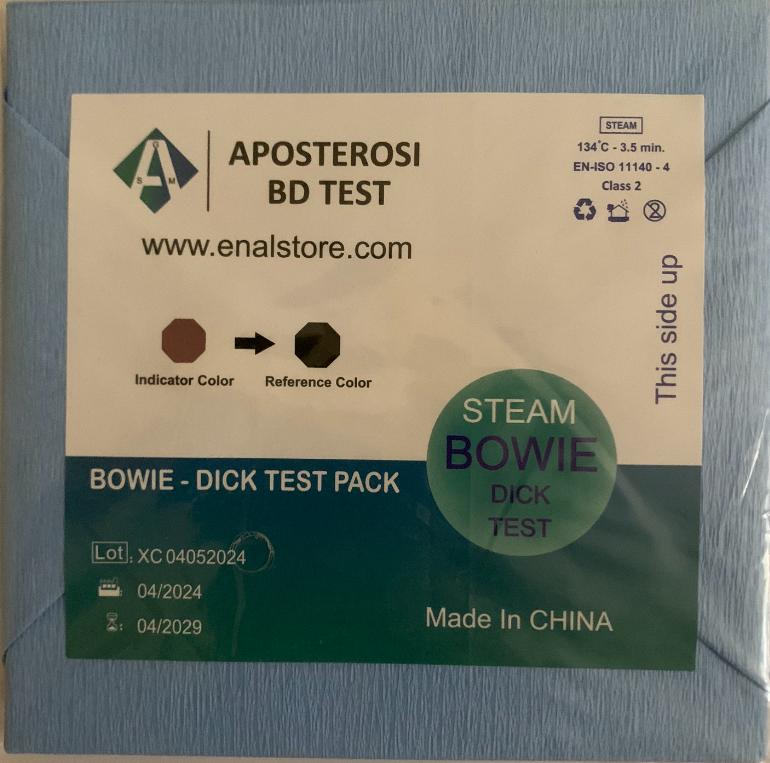 G
A
S M
APOSTEROSI
BD TEST
www.enalstore.com
STEAM
134°C - 3.5 min.
EN-ISO 11140 - 4
Class 2
2
This side up
Indicator Color
Reference Color
STEAM
BOWIE
DICK
TEST
BOWIE - DICK TEST PACK
Lot: XC 04052024
: 04/2024
: 04/2029
Made In CHINA